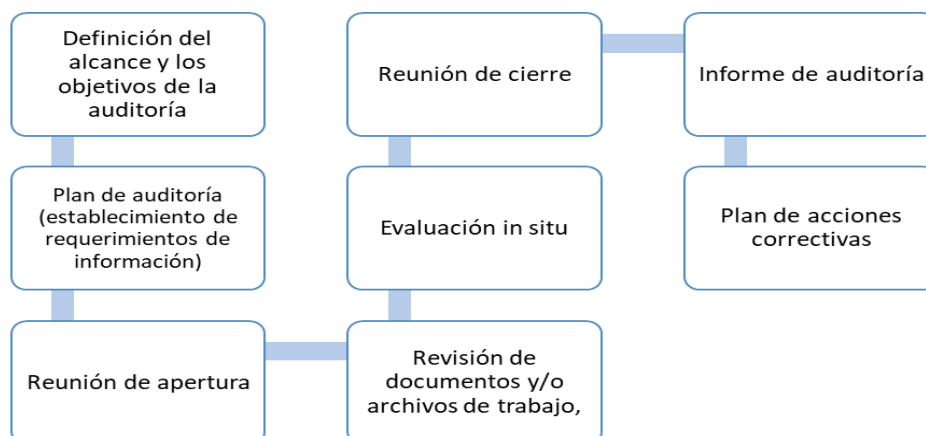 Definición del
alcance y los
objetivos de la
auditoría
Plan de auditoría
(establecimiento de
requerimientos de
información)
Reunión de apertura
Revisión de
documentos y/o
archivos de trabajo,
Evaluación in situ
Reunión de cierre
Informe de auditoría
Plan de acciones
correctivas